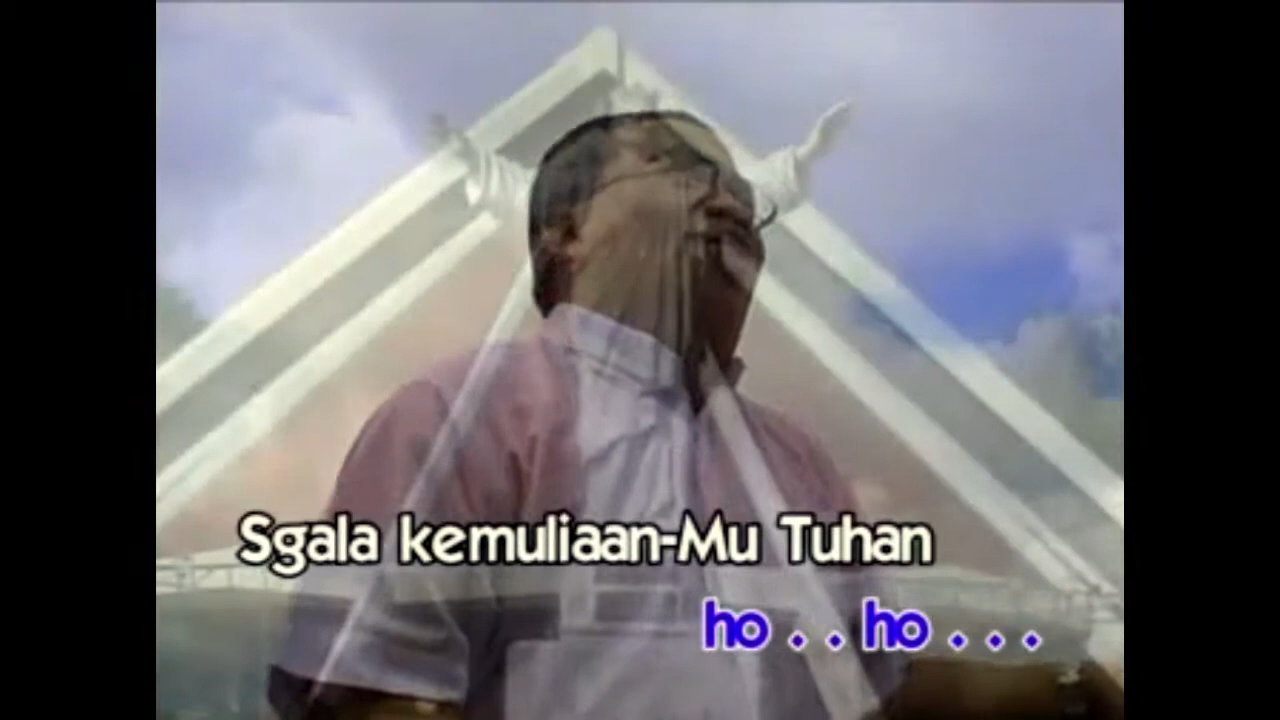 Sgala kemuliaan-Mu Tuhan
ho . . ho . . .